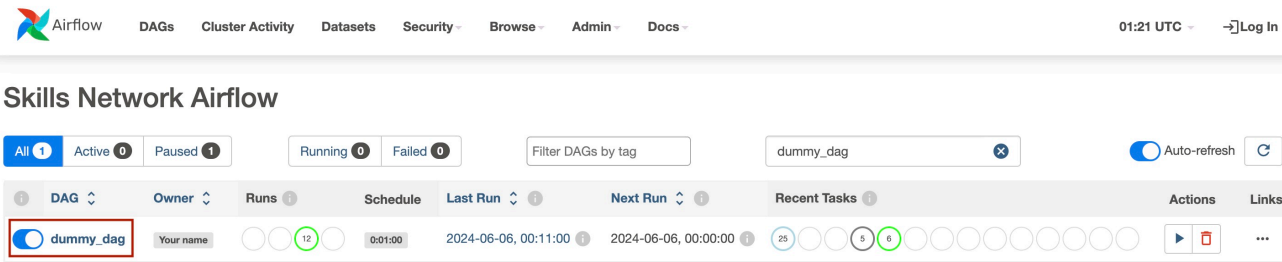 Airflow DAGs Cluster Activity Datasets Security Browse Admin Docs 01:21 UTC Log In
Skills Network Airflow
All 1 Active 0 Paused 1 Running 0 Failed 0 Filter DAGs by tag dummy_dag Auto-refresh
DAG Owner Runs Schedule Last Run Next Run Recent Tasks Actions Links
dummy_dag Your name 12 0:01:00 2024-06-06, 00:11:00 2024-06-06, 00:00:00 25 5 6